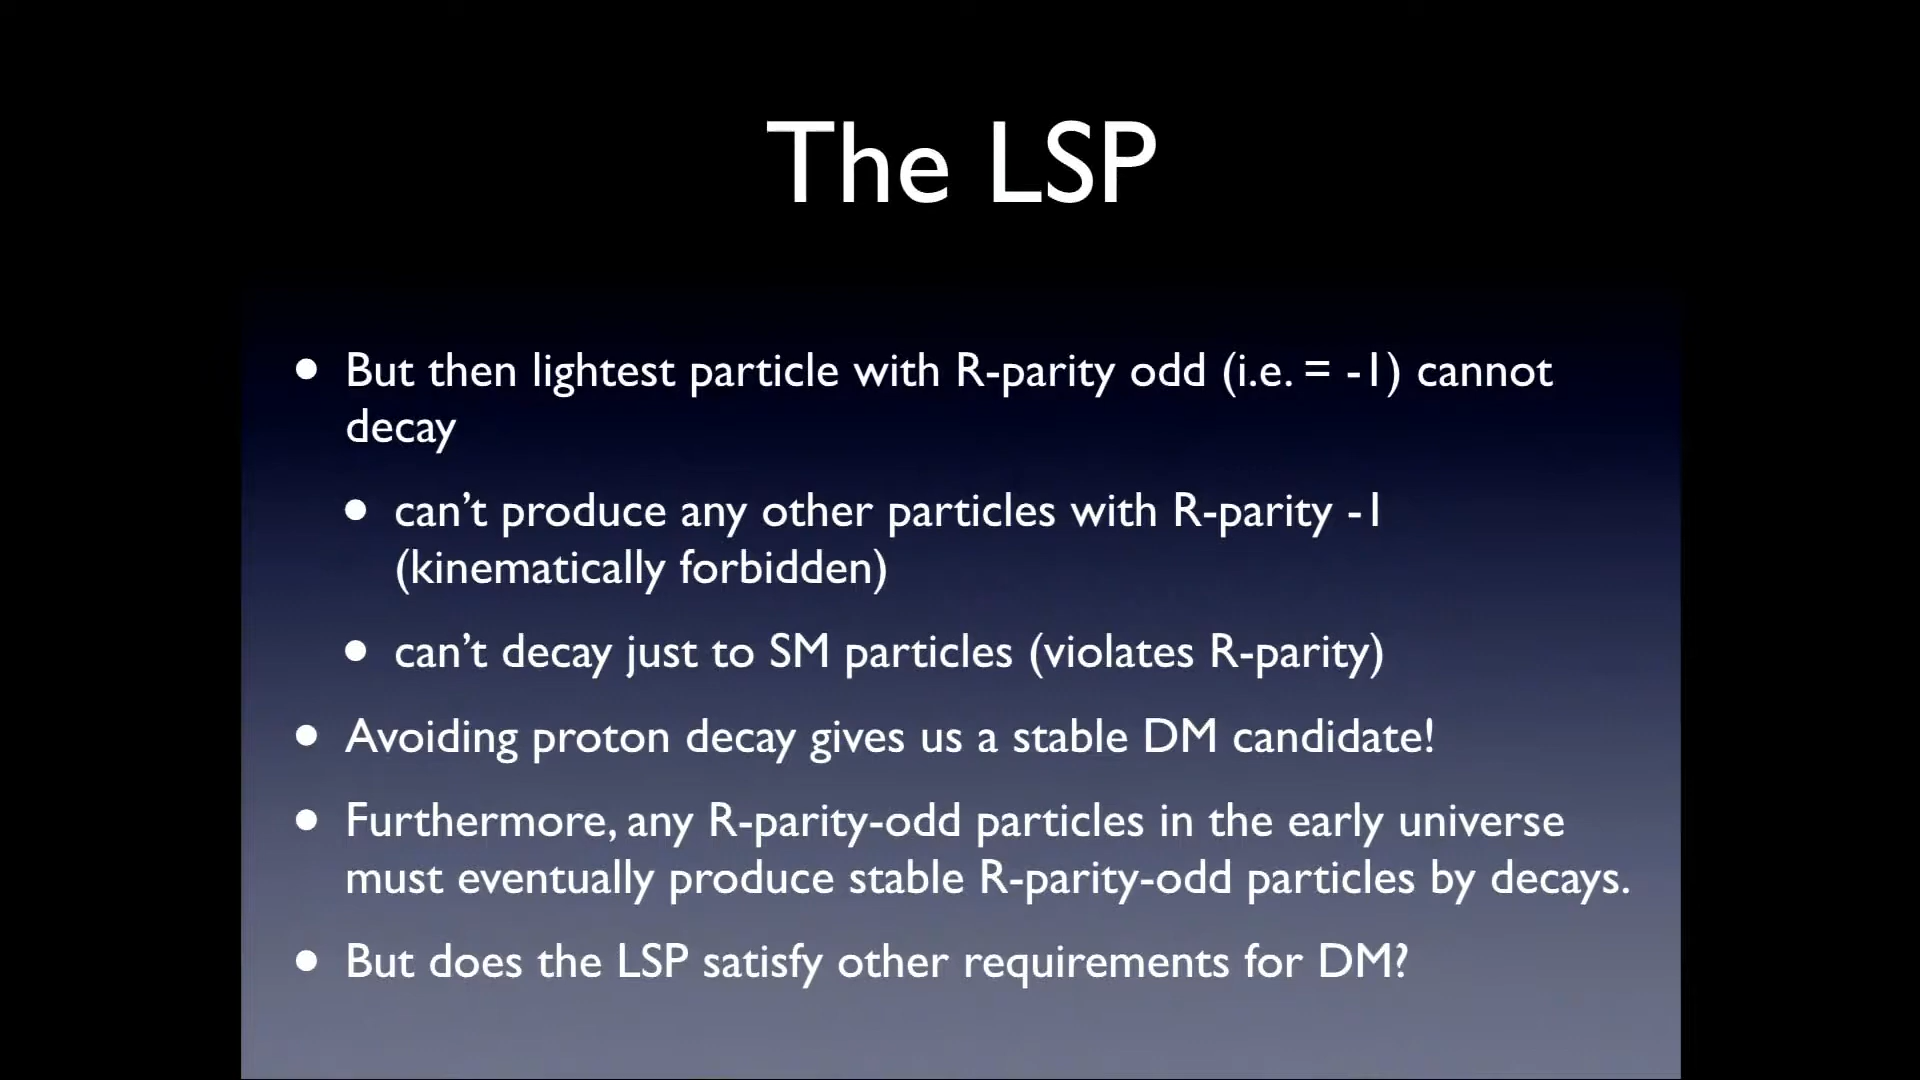 The LSP
• But then lightest particle with R-parity odd (i.e. = -1) cannot
decay
• can’t produce any other particles with R-parity -1
(kinematically forbidden)
• can’t decay just to SM particles (violates R-parity)
• Avoiding proton decay gives us a stable DM candidate!
• Furthermore, any R-parity-odd particles in the early universe
must eventually produce stable R-parity-odd particles by decays.
• But does the LSP satisfy other requirements for DM?